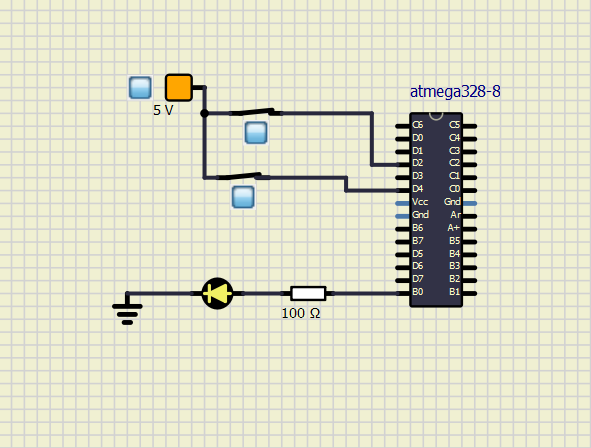 atmega328-8
5 V
C6 C5
D0 C4
D1 C3
D2 C2
D3 C1
D4 C0
Vcc Gnd
Gnd Ar
B6 A+
B7 B5
D5 B4
D6 B3
D7 B2
B0 B1
100 Ω